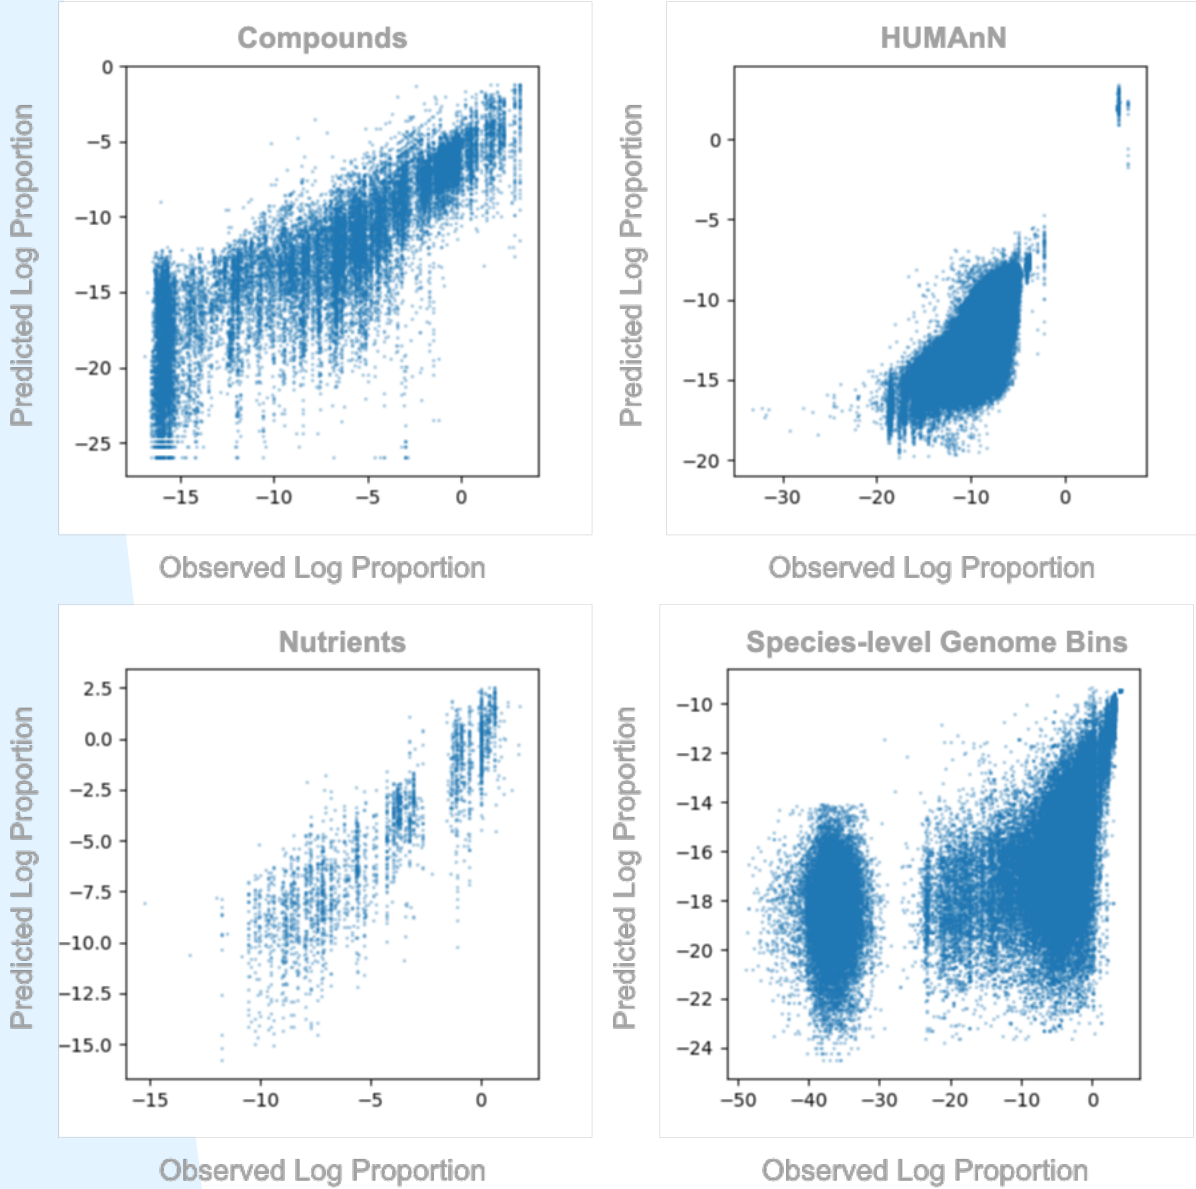 Compounds
Predicted Log Proportion
0
−5
−10
−15
−20
−25
−15 −10 −5 0
Observed Log Proportion
HUMAnN
Predicted Log Proportion
0
−5
−10
−15
−20
−30 −20 −10 0
Observed Log Proportion
Nutrients
Predicted Log Proportion
2.5
0.0
−2.5
−5.0
−7.5
−10.0
−12.5
−15.0
−15 −10 −5 0
Observed Log Proportion
Species-level Genome Bins
Predicted Log Proportion
−10
−12
−14
−16
−18
−20
−22
−24
−50 −40 −30 −20 −10 0
Observed Log Proportion